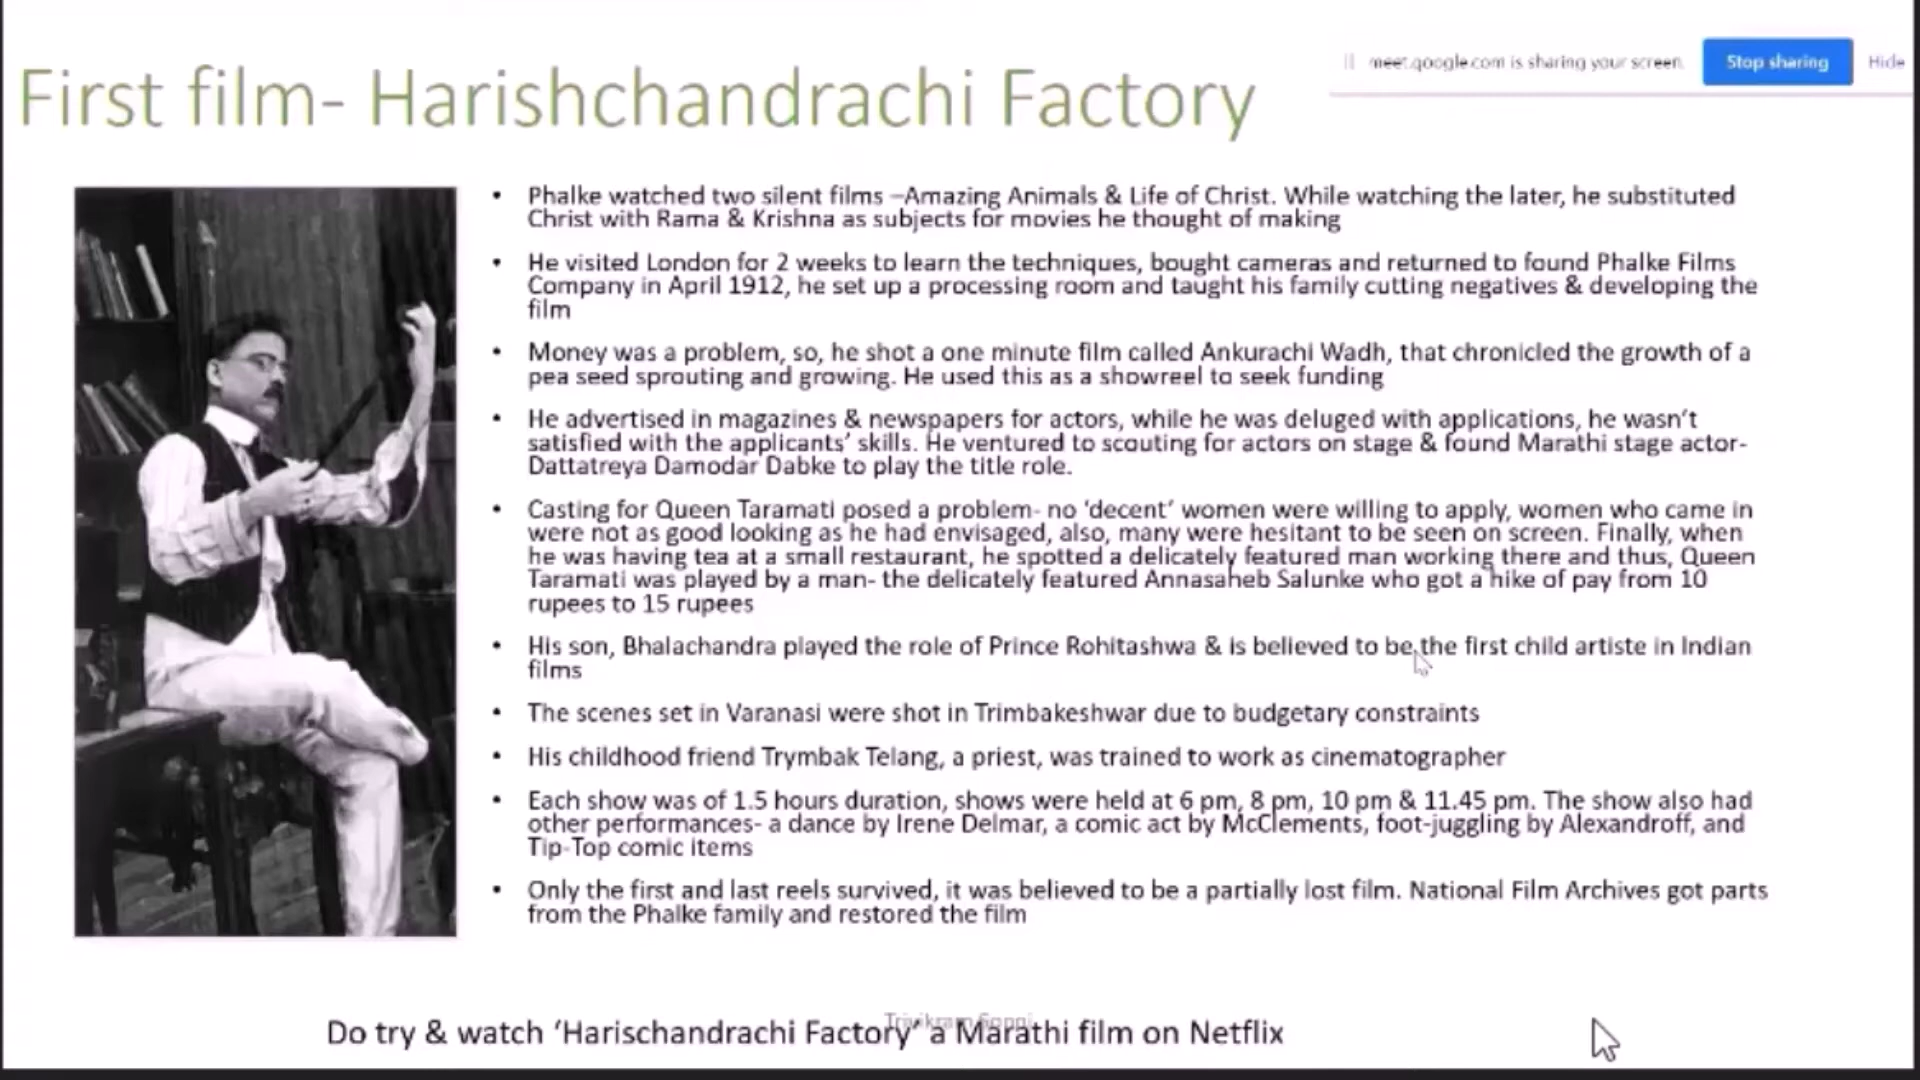 meet.google.com is sharing your screen.
Stop sharing
Hide
First film- Harishchandrachi Factory
• Phalke watched two silent films –Amazing Animals & Life of Christ. While watching the later, he substituted
Christ with Rama & Krishna as subjects for movies he thought of making
• He visited London for 2 weeks to learn the techniques, bought cameras and returned to found Phalke Films
Company in April 1912, he set up a processing room and taught his family cutting negatives & developing the
film
• Money was a problem, so, he shot a one minute film called Ankurachi Wadh, that chronicled the growth of a
pea seed sprouting and growing. He used this as a showreel to seek funding
• He advertised in magazines & newspapers for actors, while he was deluged with applications, he wasn’t
satisfied with the applicants’ skills. He ventured to scouting for actors on stage & found Marathi stage actor-
Dattatreya Damodar Dabke to play the title role.
• Casting for Queen Taramati posed a problem- no ‘decent’ women were willing to apply, women who came in
were not as good looking as he had envisaged, also, many were hesitant to be seen on screen. Finally, when
he was having tea at a small restaurant, he spotted a delicately featured man working there and thus, Queen
Taramati was played by a man- the delicately featured Annasaheb Salunke who got a hike of pay from 10
rupees to 15 rupees
• His son, Bhalachandra played the role of Prince Rohitashwa & is believed to be the first child artiste in Indian
films
• The scenes set in Varanasi were shot in Trimbakeshwar due to budgetary constraints
• His childhood friend Trymbak Telang, a priest, was trained to work as cinematographer
• Each show was of 1.5 hours duration, shows were held at 6 pm, 8 pm, 10 pm & 11.45 pm. The show also had
other performances- a dance by Irene Delmar, a comic act by McClements, foot-juggling by Alexandroff, and
Tip-Top comic items
• Only the first and last reels survived, it was believed to be a partially lost film. National Film Archives got parts
from the Phalke family and restored the film
Do try & watch ‘Harischandrachi Factory’ a Marathi film on Netflix